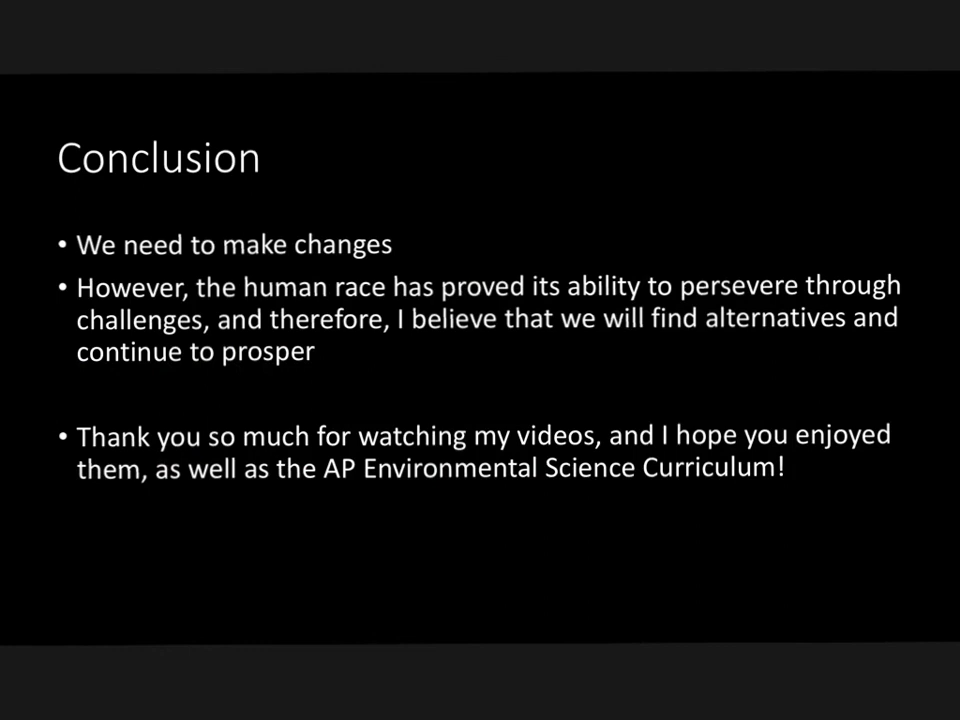 Conclusion
• We need to make changes
• However, the human race has proved its ability to persevere through
challenges, and therefore, I believe that we will find alternatives and
continue to prosper
• Thank you so much for watching my videos, and I hope you enjoyed
them, as well as the AP Environmental Science Curriculum!